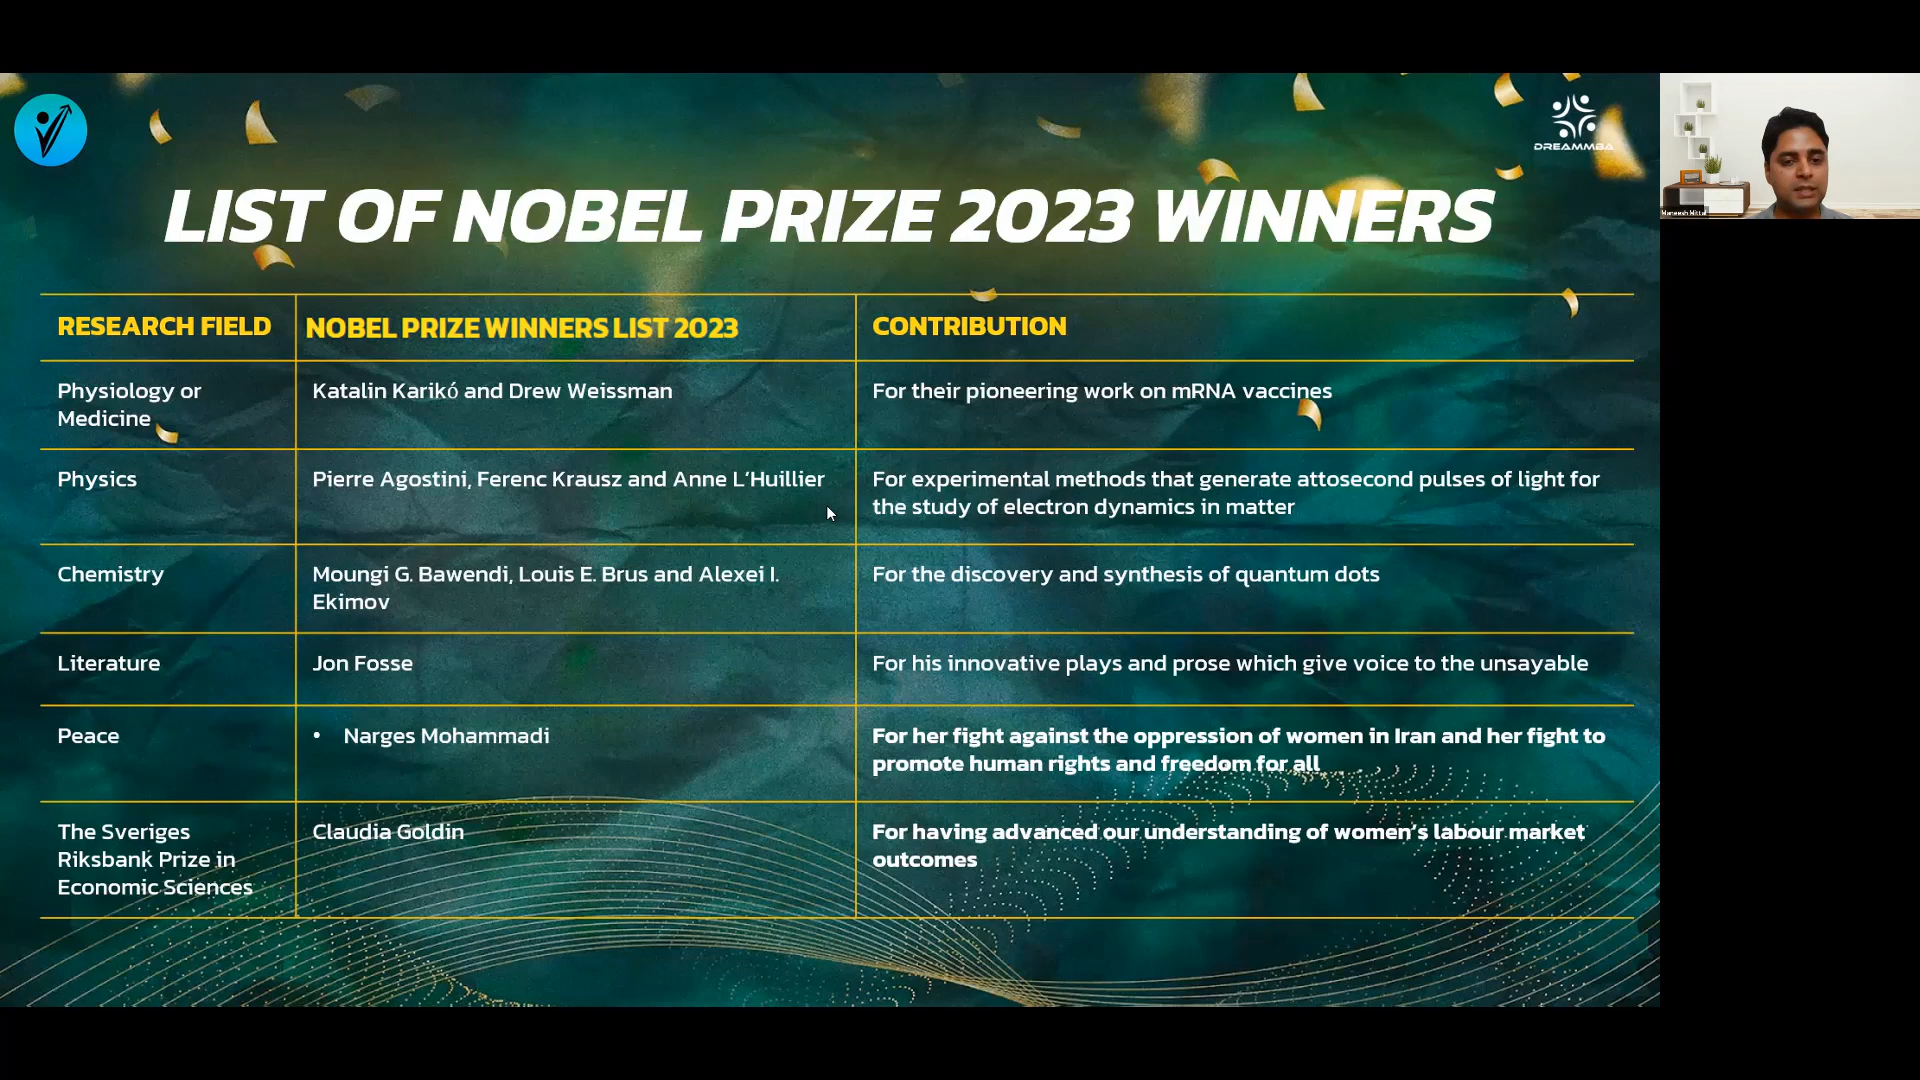 DREAMMBA
LIST OF NOBEL PRIZE 2023 WINNERS
RESEARCH FIELD
NOBEL PRIZE WINNERS LIST 2023
CONTRIBUTION
Physiology or
Medicine
Katalin Karikó and Drew Weissman
For their pioneering work on mRNA vaccines
Physics
Pierre Agostini, Ferenc Krausz and Anne L’Huillier
For experimental methods that generate attosecond pulses of light for
the study of electron dynamics in matter
Chemistry
Moungi G. Bawendi, Louis E. Brus and Alexei I.
Ekimov
For the discovery and synthesis of quantum dots
Literature
Jon Fosse
For his innovative plays and prose which give voice to the unsayable
Peace
• Narges Mohammadi
For her fight against the oppression of women in Iran and her fight to
promote human rights and freedom for all
The Sveriges
Riksbank Prize in
Economic Sciences
Claudia Goldin
For having advanced our understanding of women’s labour market
outcomes
Maneesh Mittal